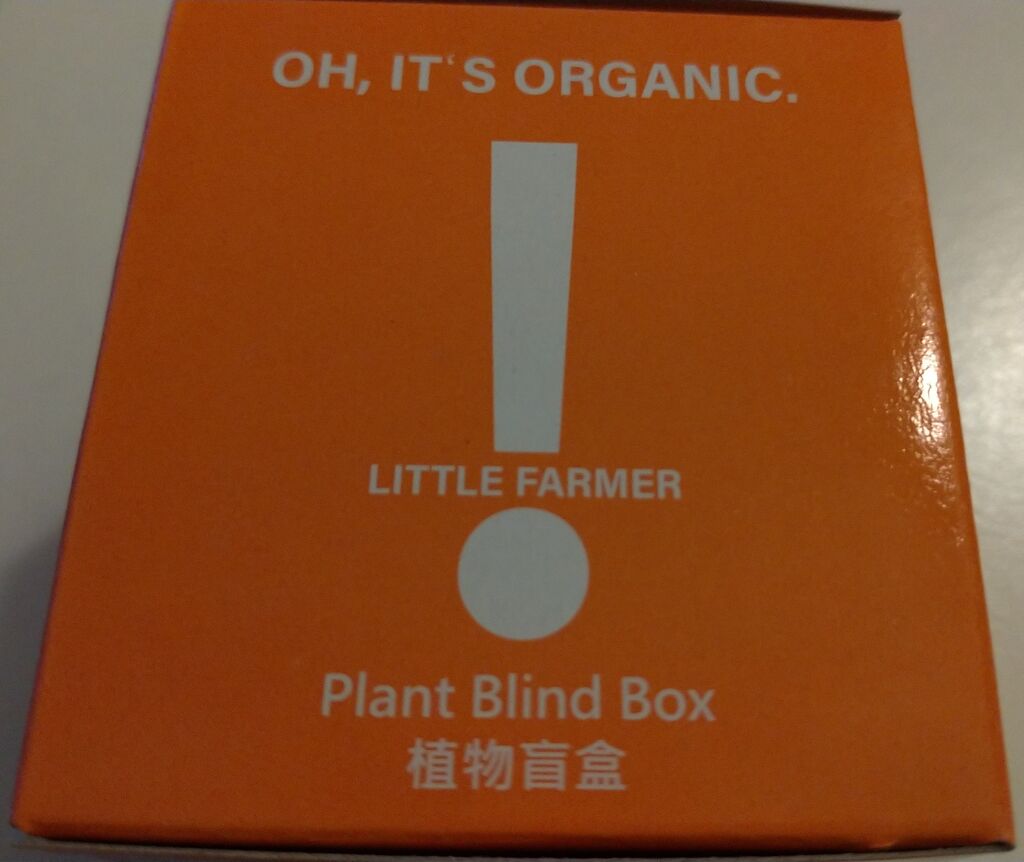 OH, IT‘S ORGANIC.
LITTLE FARMER
Plant Blind Box
植物盲盒